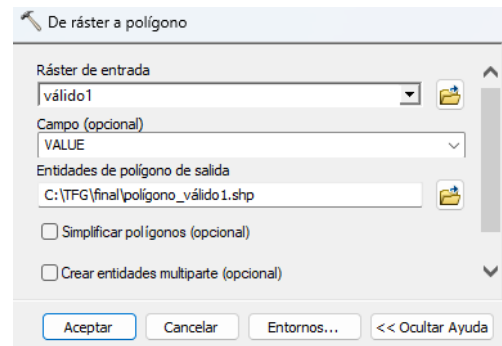 De ráster a polígono
Ráster de entrada
válido1
Campo (opcional)
VALUE
Entidades de polígono de salida
C:\TFG\final\polígono_válido1.shp
Simplificar polígonos (opcional)
Crear entidades multiparte (opcional)
Aceptar Cancelar Entornos... << Ocultar Ayuda